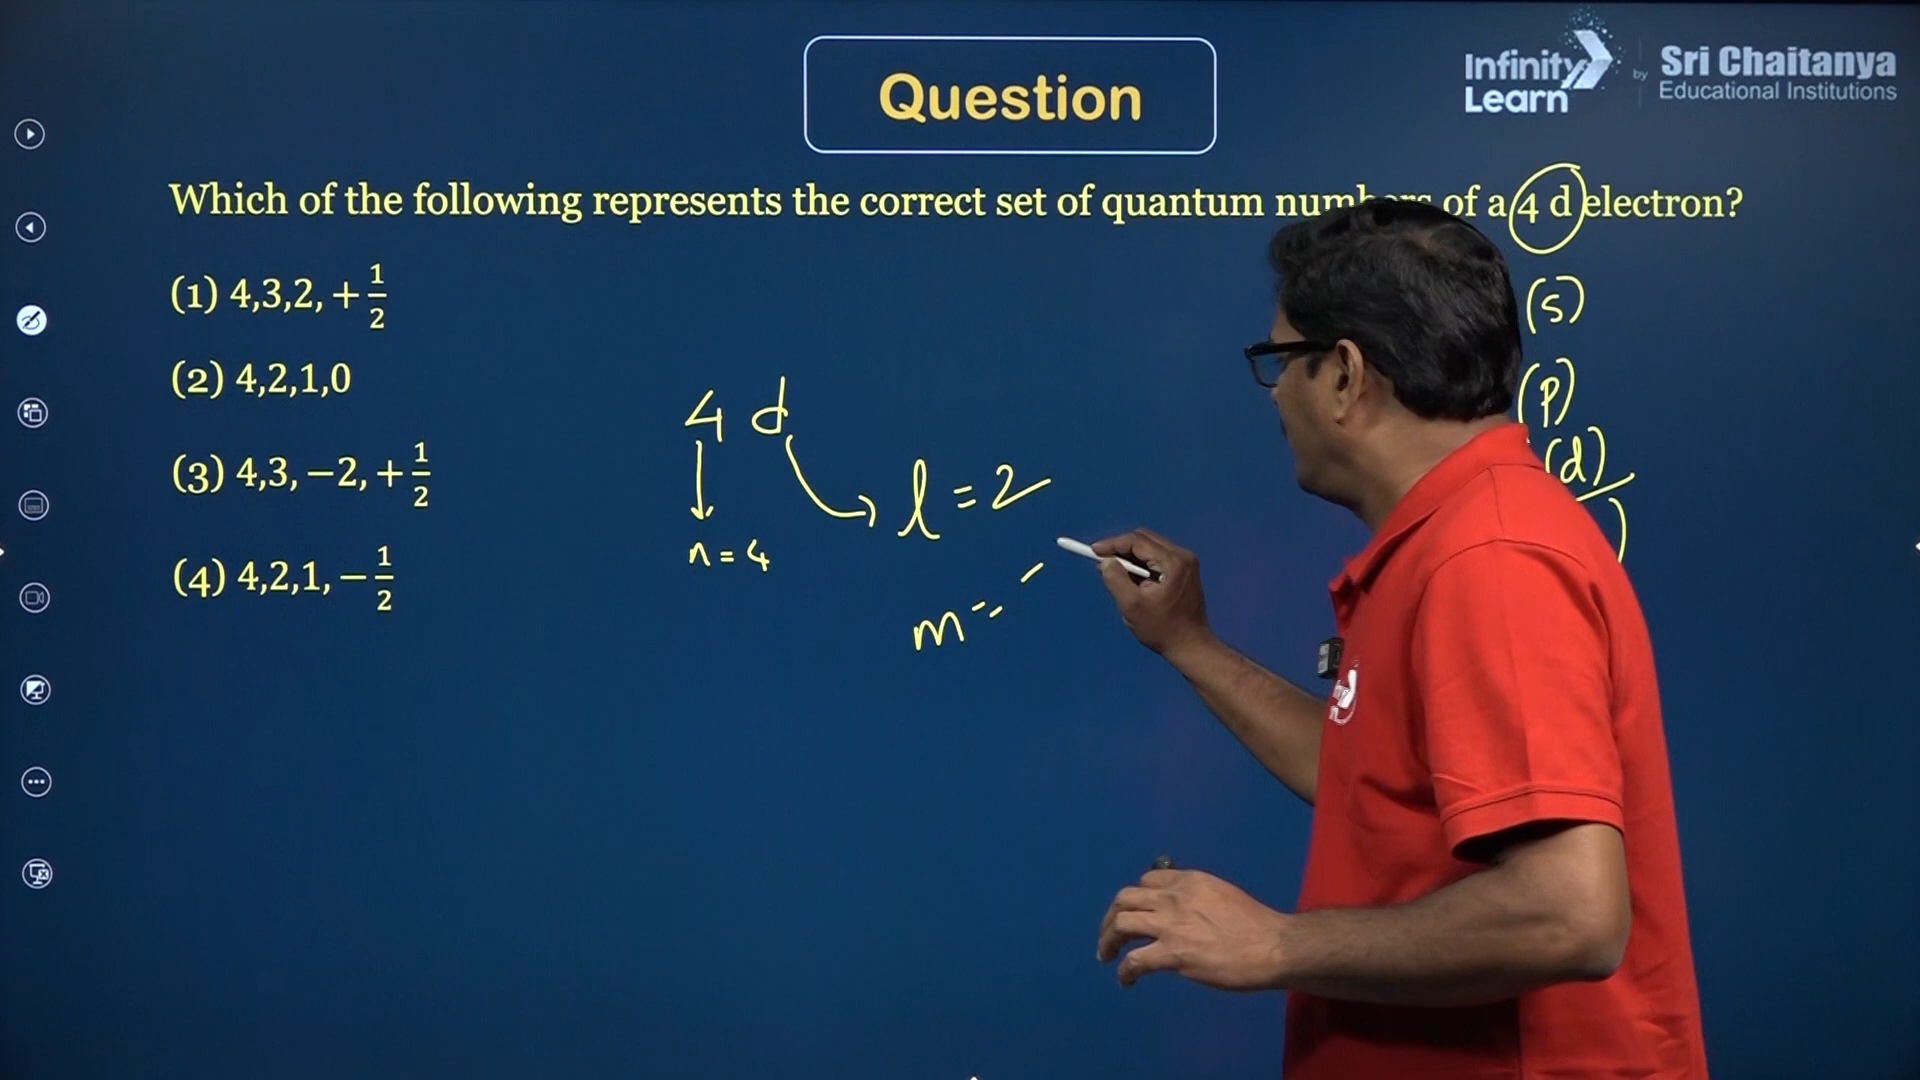 Question
Infinity Learn
by
Sri Chaitanya
Educational Institutions
Which of the following represents the correct set of quantum numbers of a 4 d electron?
(1) 4,3,2, +1/2
(2) 4,2,1,0
(3) 4,3, −2, +1/2
(4) 4,2,1, −1/2
(s)
(p)
(d)
4 d
l = 2
n = 4
m =